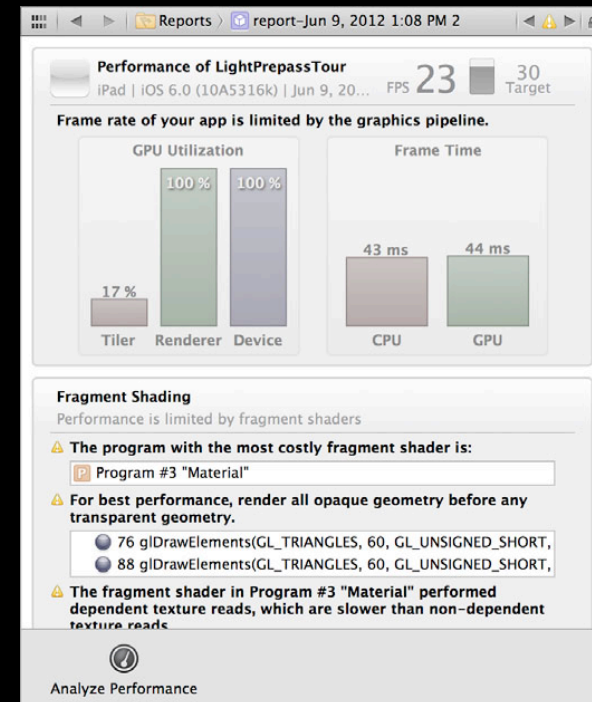 Reports report-Jun 9, 2012 1:08 PM 2
Performance of LightPrepassTour
iPad | iOS 6.0 (10A5316k) | Jun 9, 20...
FPS 23
30
Target
Frame rate of your app is limited by the graphics pipeline.
GPU Utilization
17 %
100 %
100 %
Tiler Renderer Device
Frame Time
43 ms
44 ms
CPU GPU
Fragment Shading
Performance is limited by fragment shaders
The program with the most costly fragment shader is:
P Program #3 "Material"
For best performance, render all opaque geometry before any
transparent geometry.
76 glDrawElements(GL_TRIANGLES, 60, GL_UNSIGNED_SHORT,
88 glDrawElements(GL_TRIANGLES, 60, GL_UNSIGNED_SHORT,
The fragment shader in Program #3 "Material" performed
dependent texture reads, which are slower than non-dependent
texture reads
Analyze Performance